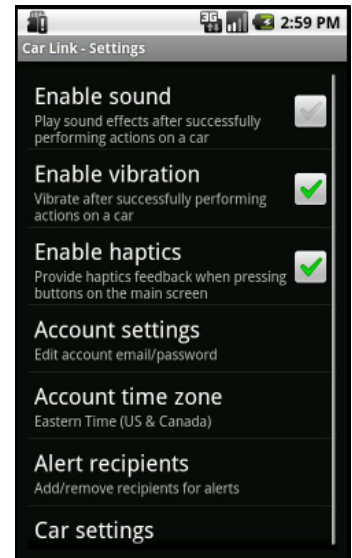 3G 2:59 PM
Car Link - Settings
Enable sound
Play sound effects after successfully
performing actions on a car
Enable vibration
Vibrate after successfully performing
actions on a car
Enable haptics
Provide haptics feedback when pressing
buttons on the main screen
Account settings
Edit account email/password
Account time zone
Eastern Time (US & Canada)
Alert recipients
Add/remove recipients for alerts
Car settings